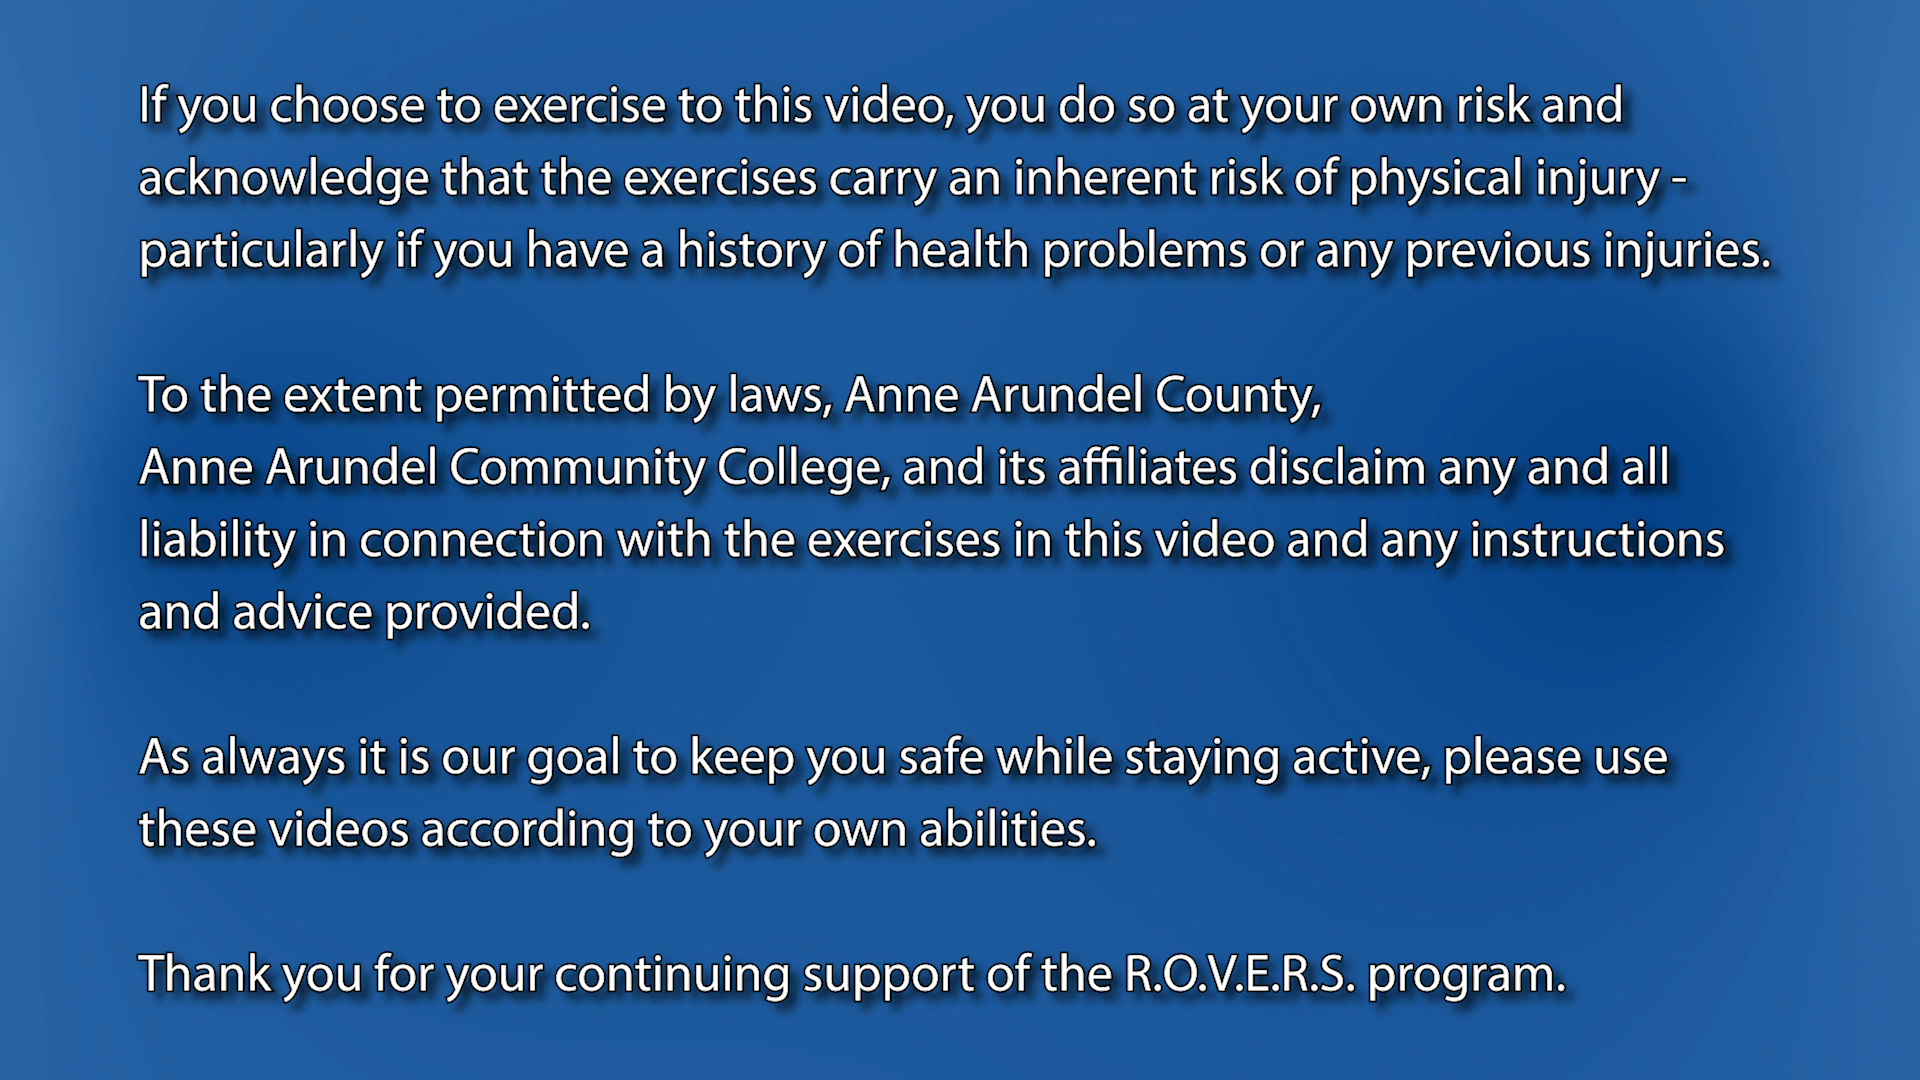 If you choose to exercise to this video, you do so at your own risk and
acknowledge that the exercises carry an inherent risk of physical injury -
particularly if you have a history of health problems or any previous injuries.
To the extent permitted by laws, Anne Arundel County,
Anne Arundel Community College, and its affiliates disclaim any and all
liability in connection with the exercises in this video and any instructions
and advice provided.
As always it is our goal to keep you safe while staying active, please use
these videos according to your own abilities.
Thank you for your continuing support of the R.O.V.E.R.S. program.